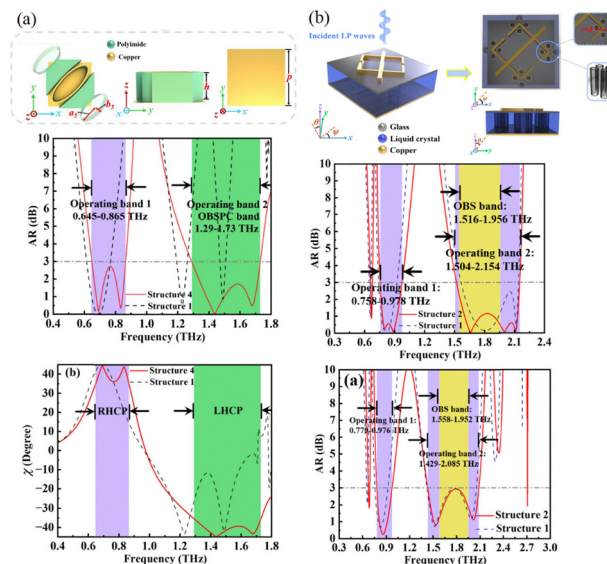 (a)
Polyimide
Copper
p
h
y
x
z
a₅
b₅
x
y
z
y
x
z
AR (dB)
10
9
8
7
6
5
4
3
2
1
0
Operating band 1
0.645-0.865 THz
Operating band 2
OBSPC band
1.29-1.73 THz
Structure 4
Structure 1
0.4 0.6 0.8 1.0 1.2 1.4 1.6 1.8
Frequency (THz)
(b)
χ (Degree)
40
30
20
10
0
-10
-20
-30
-40
RHCP
LHCP
Structure 4
Structure 1
0.4 0.6 0.8 1.0 1.2 1.4 1.6 1.8
Frequency (THz)
(b)
Incident LP waves
Glass
Liquid crystal
Copper
z
y
x
θ
ψ
AR (dB)
10
9
8
7
6
5
4
3
2
1
0
OBS band:
1.516-1.956 THz
Operating band 2:
1.504-2.154 THz
Operating band 1:
0.758-0.978 THz
Structure 2
Structure 1
0.3 0.6 0.9 1.2 1.5 1.8 2.1 2.4
Frequency (THz)
(a)
AR (dB)
10
9
8
7
6
5
4
3
2
1
0
OBS band:
1.558-1.952 THz
Operating band 1:
0.779-0.976 THz
Operating band 2:
1.429-2.085 THz
Structure 2
Structure 1
0.3 0.6 0.9 1.2 1.5 1.8 2.1 2.4 2.7 3.0
Frequency (THz)